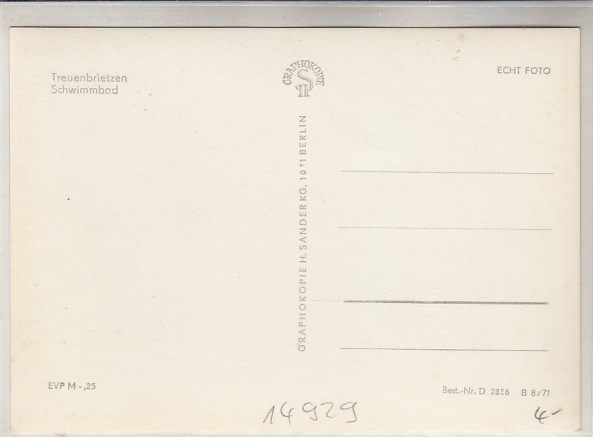 Treuenbrietzen
Schwimmbad
GRAPHOKOPIE
ECHT FOTO
GRAPHOKOPIE H. SANDER KG, 1071 BERLIN
EVP M -,25
Best.-Nr. D 2856 B 8/71
14929
4-